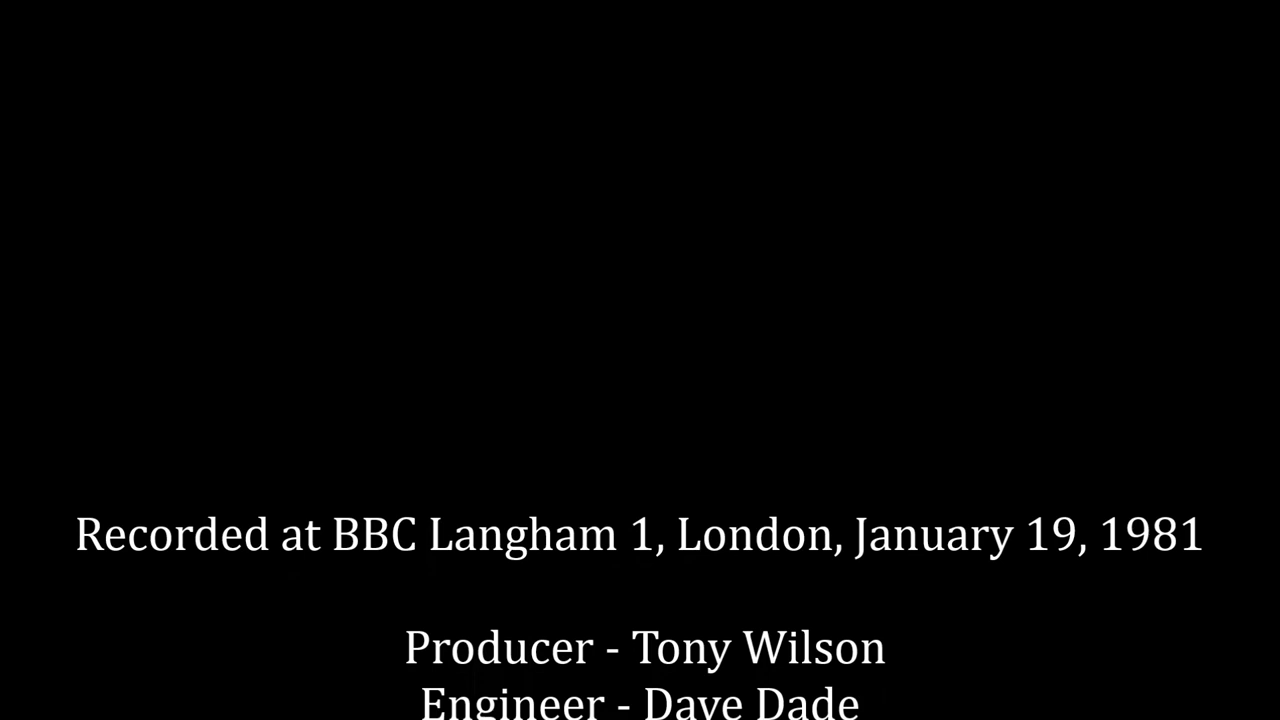 Recorded at BBC Langham 1, London, January 19, 1981
Producer - Tony Wilson
Engineer - Dave Dade